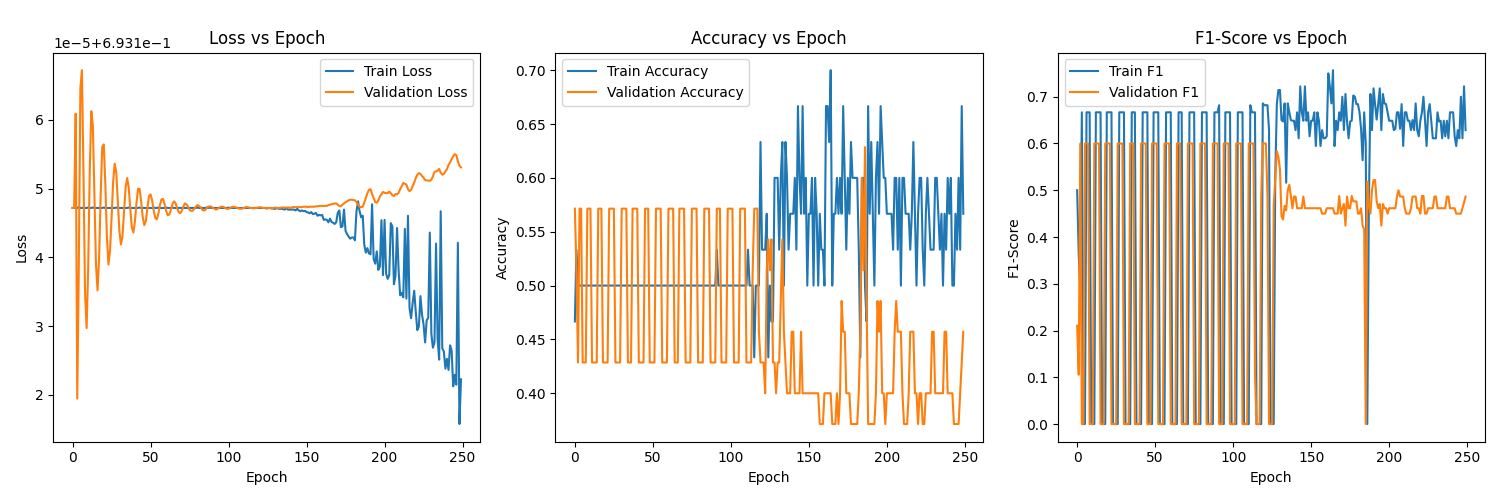 Loss vs Epoch
1e−5+6.931e−1
Train Loss
Validation Loss
6
5
4
3
2
Loss
0
50
100
150
200
250
Epoch
Accuracy vs Epoch
Train Accuracy
Validation Accuracy
0.70
0.65
0.60
0.55
0.50
0.45
0.40
Accuracy
0
50
100
150
200
250
Epoch
F1-Score vs Epoch
Train F1
Validation F1
0.7
0.6
0.5
0.4
0.3
0.2
0.1
0.0
F1-Score
0
50
100
150
200
250
Epoch